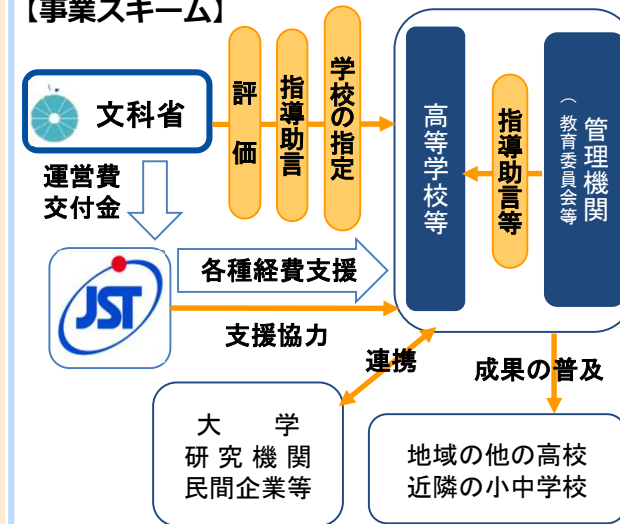 【事業スキーム】
文科省
評価
指導助言
学校の指定
高等学校等
指導助言等
管理機関
（教育委員会等
運営費
交付金
JST
各種経費支援
支援協力
連携
成果の普及
大　学
研究機関
民間企業等
地域の他の高校
近隣の小中学校